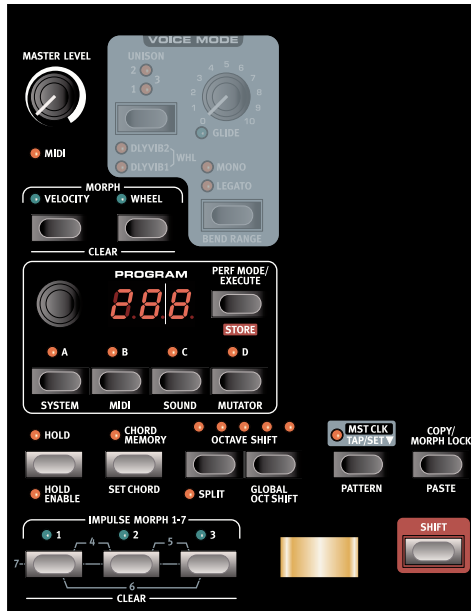 VOICE MODE
MASTER LEVEL
UNISON
2
3
1
0 1 2 3 4 5 6 7 8 9 10
GLIDE
MIDI
DLYVIB2
WHL
DLYVIB1
MONO
LEGATO
MORPH
VELOCITY
WHEEL
CLEAR
BEND RANGE
PROGRAM
PERF MODE/
EXECUTE
2.8.8.
STORE
A
B
C
D
SYSTEM
MIDI
SOUND
MUTATOR
HOLD
CHORD
MEMORY
OCTAVE SHIFT
MST CLK
TAP/SET▼
COPY/
MORPH LOCK
HOLD
ENABLE
SET CHORD
SPLIT
GLOBAL
OCT SHIFT
PATTERN
PASTE
IMPULSE MORPH 1-7
1
2
3
4
5
7
6
CLEAR
SHIFT